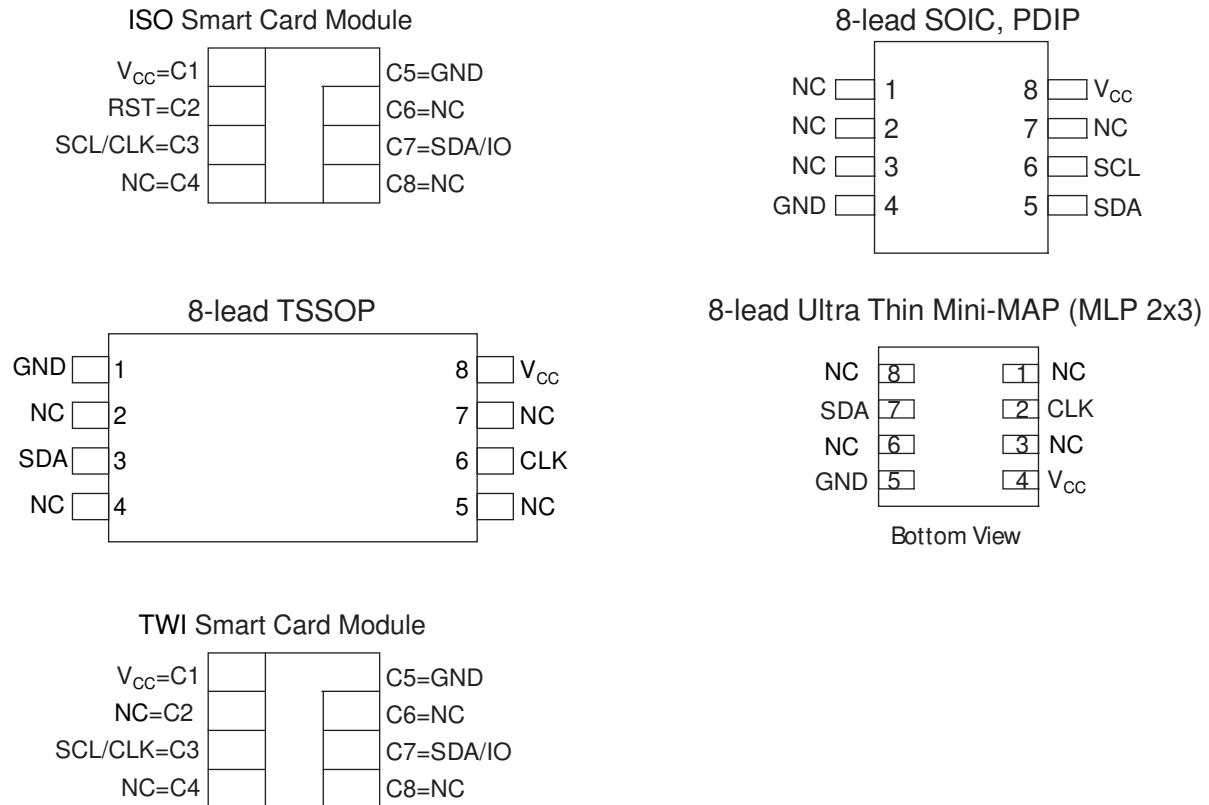 ISO Smart Card Module
VCC=C1
RST=C2
SCL/CLK=C3
NC=C4
C5=GND
C6=NC
C7=SDA/IO
C8=NC
8-lead SOIC, PDIP
NC 1
NC 2
NC 3
GND 4
8 VCC
7 NC
6 SCL
5 SDA
8-lead TSSOP
GND 1
NC 2
SDA 3
NC 4
8 VCC
7 NC
6 CLK
5 NC
8-lead Ultra Thin Mini-MAP (MLP 2x3)
NC 8
SDA 7
NC 6
GND 5
1 NC
2 CLK
3 NC
4 VCC
Bottom View
TWI Smart Card Module
VCC=C1
NC=C2
SCL/CLK=C3
NC=C4
C5=GND
C6=NC
C7=SDA/IO
C8=NC